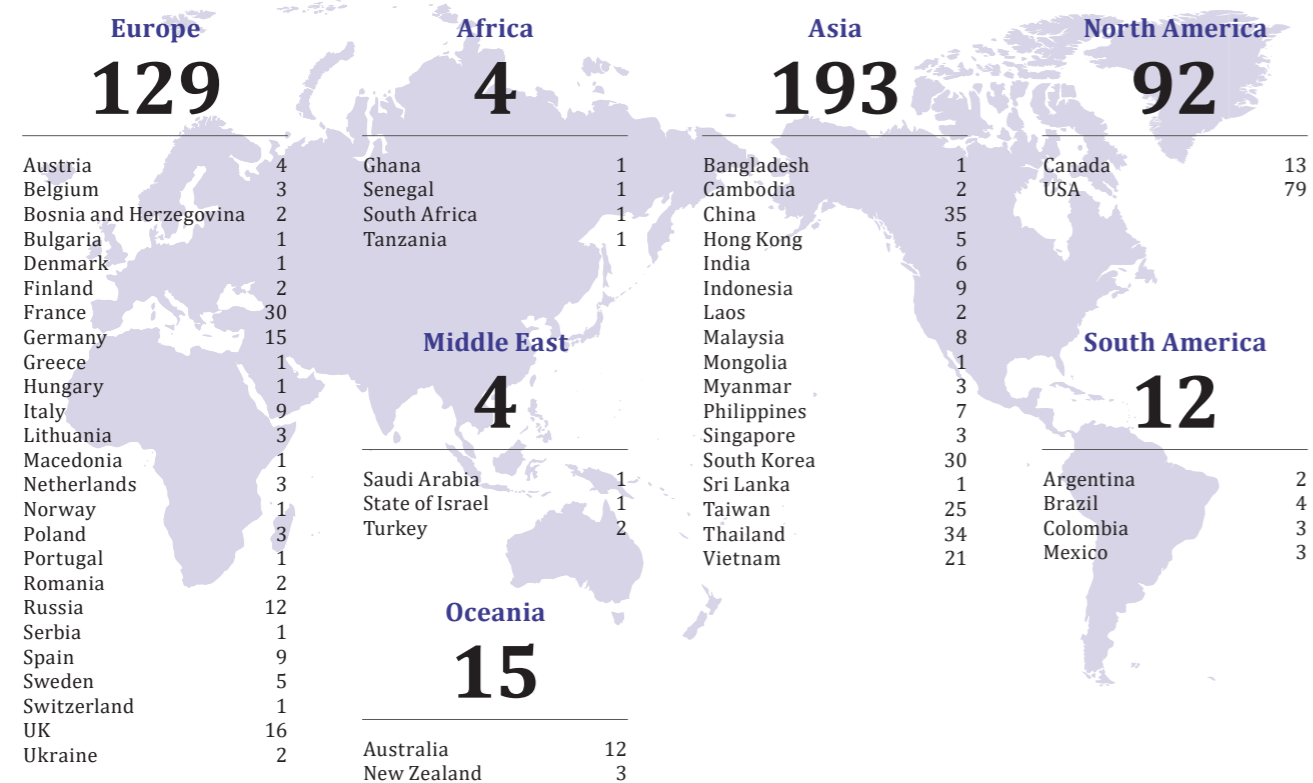 Europe
129
Austria 4
Belgium 3
Bosnia and Herzegovina 2
Bulgaria 1
Denmark 1
Finland 2
France 30
Germany 15
Greece 1
Hungary 1
Italy 9
Lithuania 3
Macedonia 1
Netherlands 3
Norway 1
Poland 3
Portugal 1
Romania 2
Russia 12
Serbia 1
Spain 9
Sweden 5
Switzerland 1
UK 16
Ukraine 2
Africa
4
Ghana 1
Senegal 1
South Africa 1
Tanzania 1
Middle East
4
Saudi Arabia 1
State of Israel 1
Turkey 2
Oceania
15
Australia 12
New Zealand 3
Asia
193
Bangladesh 1
Cambodia 2
China 35
Hong Kong 5
India 6
Indonesia 9
Laos 2
Malaysia 8
Mongolia 1
Myanmar 3
Philippines 7
Singapore 3
South Korea 30
Sri Lanka 1
Taiwan 25
Thailand 34
Vietnam 21
North America
92
Canada 13
USA 79
South America
12
Argentina 2
Brazil 4
Colombia 3
Mexico 3